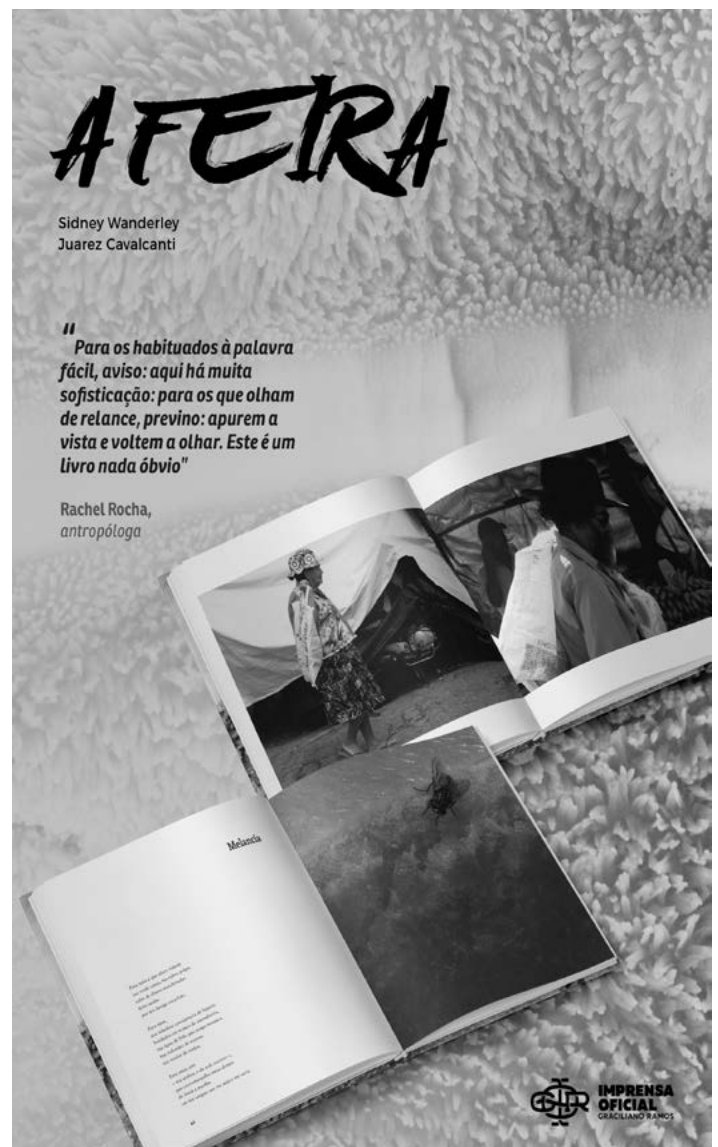 A FEIRA
Sidney Wanderley
Juarez Cavalcanti
"Para os habituados à palavra
fácil, aviso: aqui há muita
sofisticação: para os que olham
de relance, previno: apurem a
vista e voltem a olhar. Este é um
livro nada óbvio"
Rachel Rocha,
antropóloga
Melancia
IMPRENSA
OFICIAL
GRACILIANO RAMOS